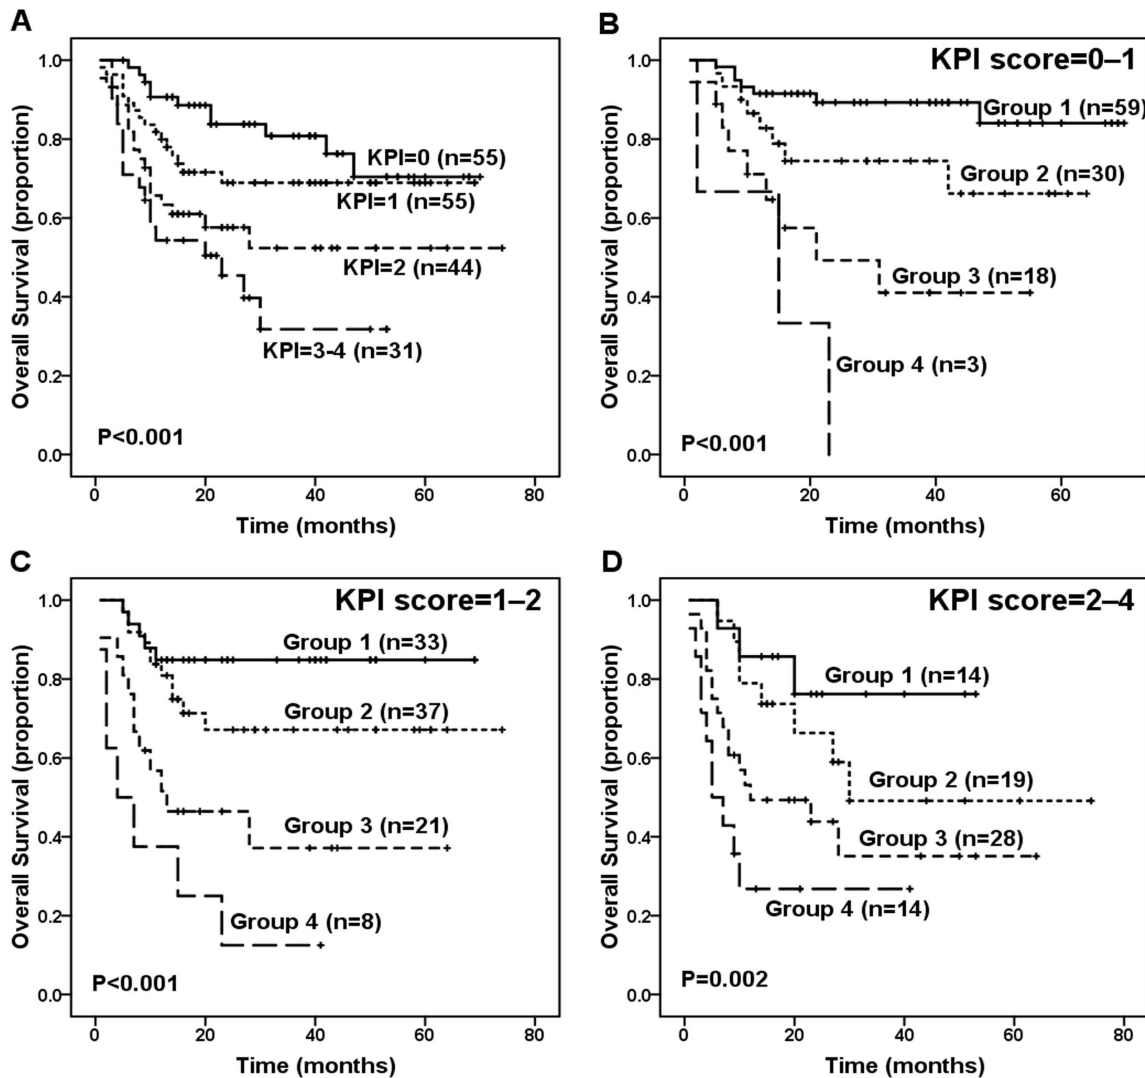 A
Overall Survival (proportion)
1.0
0.8
0.6
0.4
0.2
0.0
KPI=0 (n=55)
KPI=1 (n=55)
KPI=2 (n=44)
KPI=3-4 (n=31)
P<0.001
0 20 40 60 80
Time (months)
B
Overall Survival (proportion)
1.0
0.8
0.6
0.4
0.2
0.0
KPI score=0–1
Group 1 (n=59)
Group 2 (n=30)
Group 3 (n=18)
Group 4 (n=3)
P<0.001
0 20 40 60
Time (months)
C
Overall Survival (proportion)
1.0
0.8
0.6
0.4
0.2
0.0
KPI score=1–2
Group 1 (n=33)
Group 2 (n=37)
Group 3 (n=21)
Group 4 (n=8)
P<0.001
0 20 40 60 80
Time (months)
D
Overall Survival (proportion)
1.0
0.8
0.6
0.4
0.2
0.0
KPI score=2–4
Group 1 (n=14)
Group 2 (n=19)
Group 3 (n=28)
Group 4 (n=14)
P=0.002
0 20 40 60 80
Time (months)